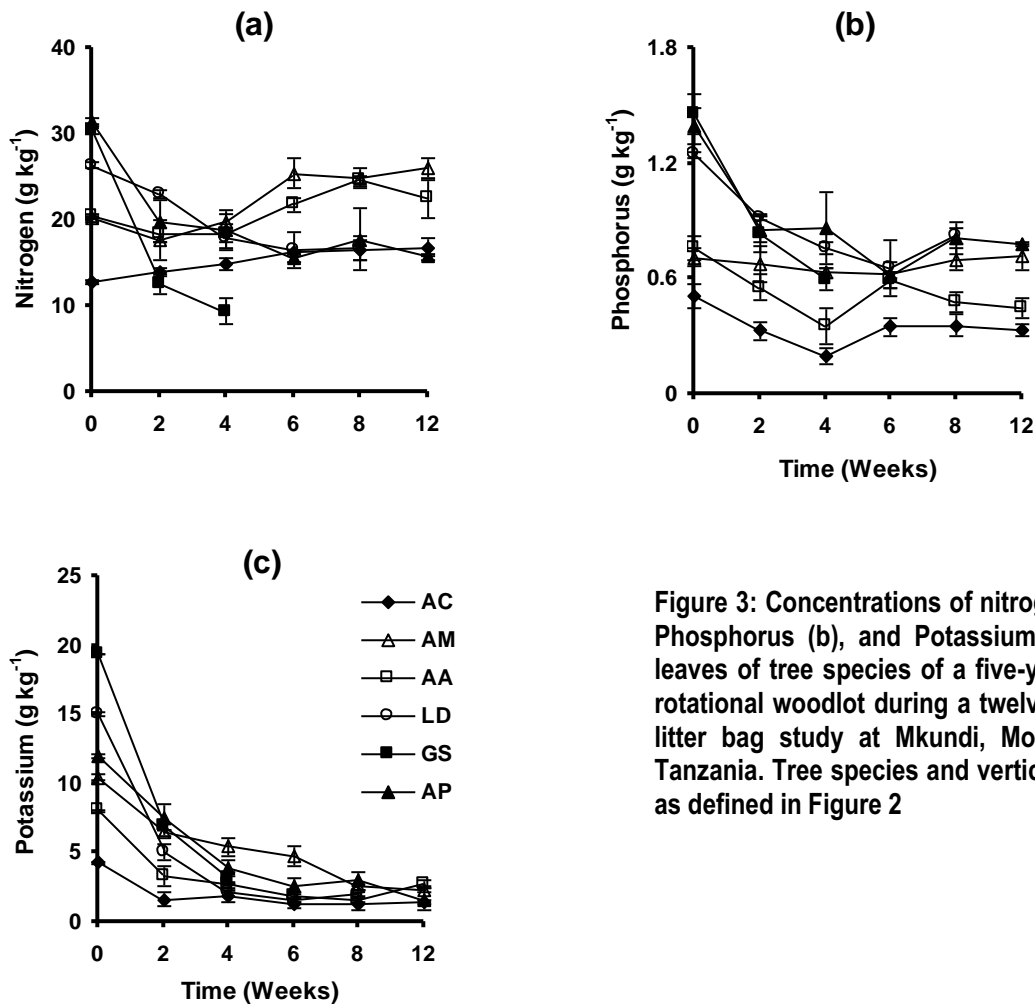 (a)
40
30
20
10
0
Nitrogen (g kg-1)
0 2 4 6 8 12
(b)
1.8
1.2
0.6
0
Phosphorus (g kg-1)
0 2 4 6 8 12
Time (Weeks)
(c)
25
20
15
10
5
0
Potassium (g kg-1)
0 2 4 6 8 12
Time (Weeks)
AC
AM
AA
LD
GS
AP
Figure 3: Concentrations of nitrog
Phosphorus (b), and Potassium
leaves of tree species of a five-y
rotational woodlot during a twelv
litter bag study at Mkundi, Mo
Tanzania. Tree species and vertic
as defined in Figure 2